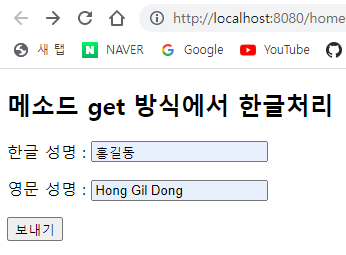 http://localhost:8080/home
새 탭 NAVER Google YouTube
메소드 get 방식에서 한글처리
한글 성명 : 홍길동
영문 성명 : Hong Gil Dong
보내기